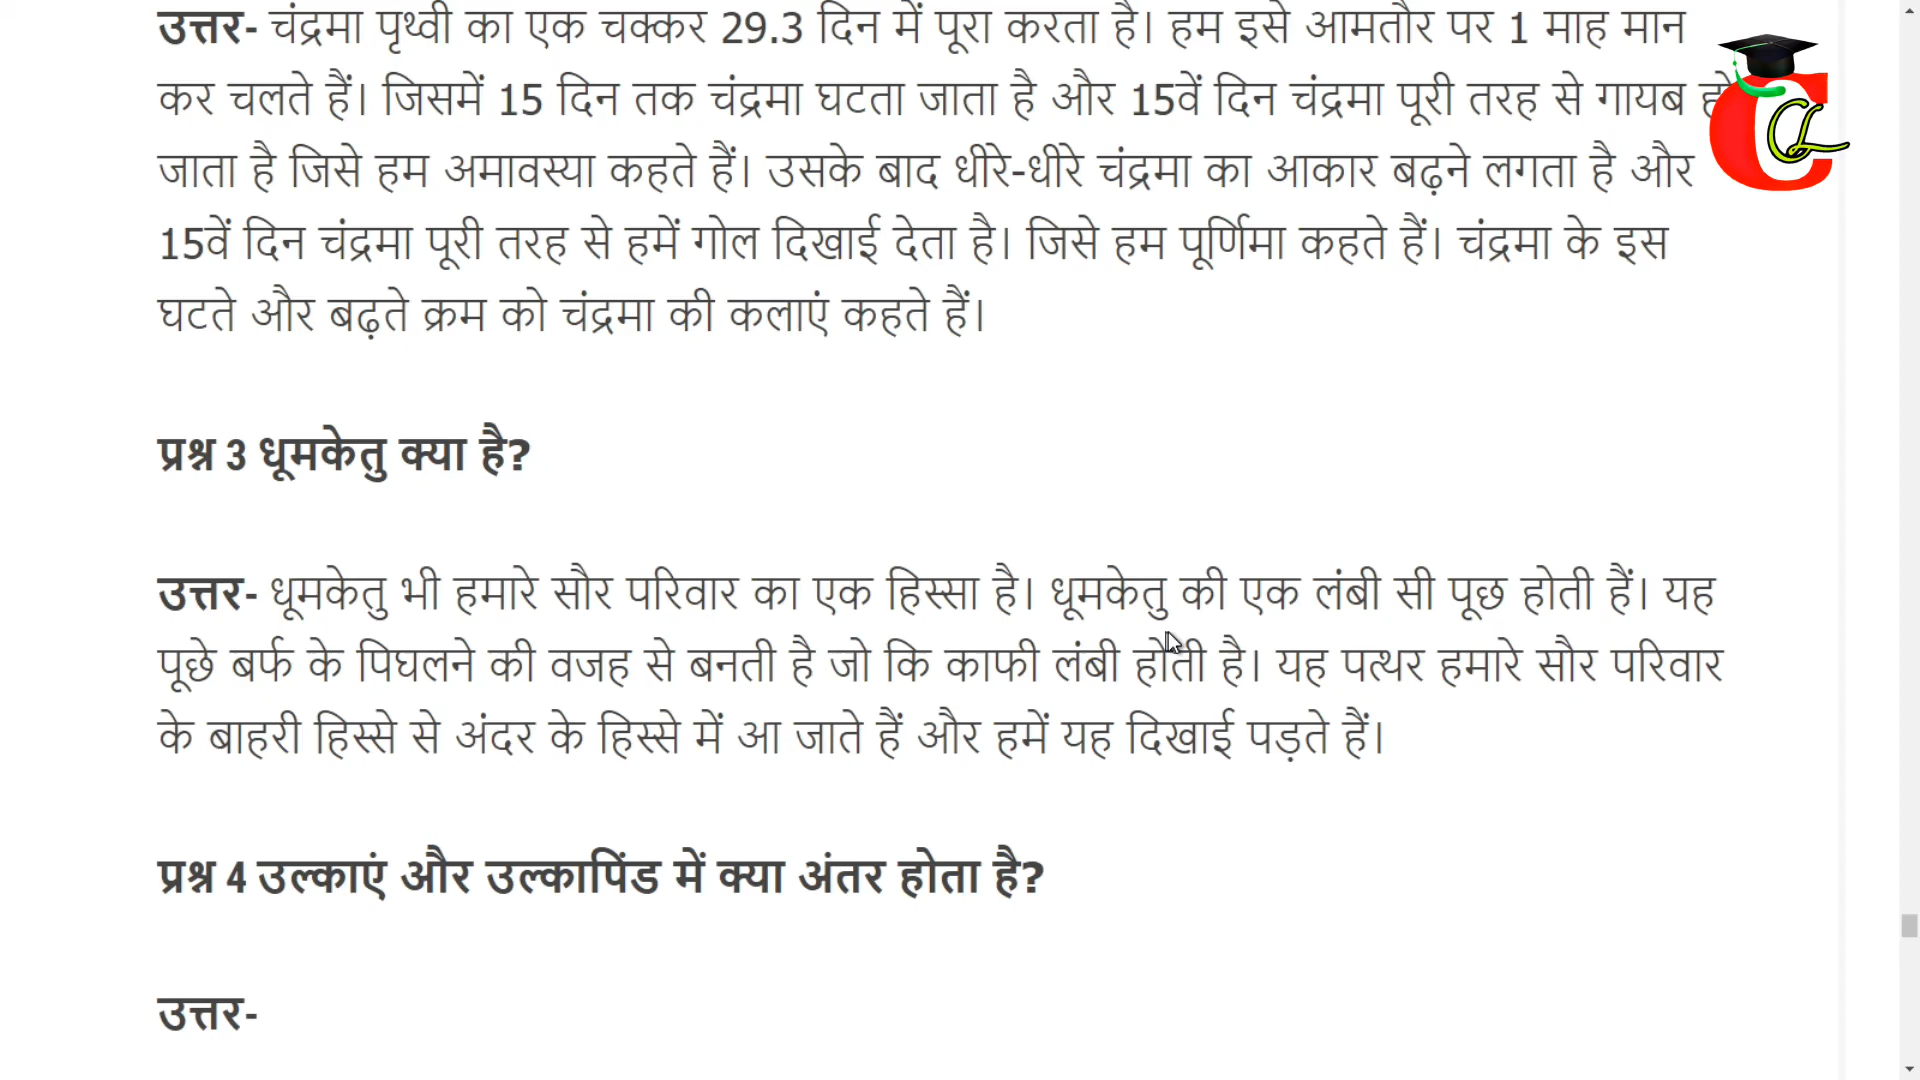 उत्तर- चंद्रमा पृथ्वी का एक चक्कर 29.3 दिन में पूरा करता है। हम इसे आमतौर पर 1 माह मान
कर चलते हैं। जिसमें 15 दिन तक चंद्रमा घटता जाता है और 15वें दिन चंद्रमा पूरी तरह से गायब हो
जाता है जिसे हम अमावस्या कहते हैं। उसके बाद धीरे-धीरे चंद्रमा का आकार बढ़ने लगता है और
15वें दिन चंद्रमा पूरी तरह से हमें गोल दिखाई देता है। जिसे हम पूर्णिमा कहते हैं। चंद्रमा के इस
घटते और बढ़ते क्रम को चंद्रमा की कलाएं कहते हैं।
प्रश्न 3 धूमकेतु क्या है?
उत्तर- धूमकेतु भी हमारे सौर परिवार का एक हिस्सा है। धूमकेतु की एक लंबी सी पूछ होती हैं। यह
पूछे बर्फ के पिघलने की वजह से बनती है जो कि काफी लंबी होती है। यह पत्थर हमारे सौर परिवार
के बाहरी हिस्से से अंदर के हिस्से में आ जाते हैं और हमें यह दिखाई पड़ते हैं।
प्रश्न 4 उल्काएं और उल्कापिंड में क्या अंतर होता है?
उत्तर-